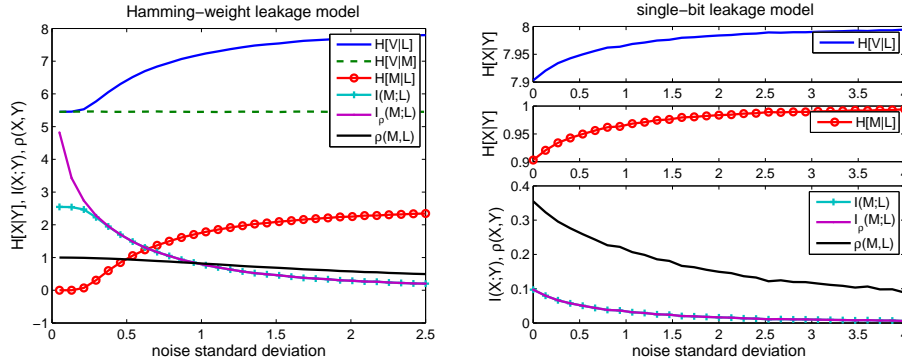 Hamming−weight leakage model
H[X|Y], I(X;Y), ρ(X,Y)
8
7
6
5
4
3
2
1
0
−1
0
0.5
1
1.5
2
2.5
noise standard deviation
H[V|L]
H[V|M]
H[M|L]
I(M;L)
Iρ(M;L)
ρ(M,L)
single−bit leakage model
H[X|Y]
8
7.95
7.9
0
0.5
1
1.5
2
2.5
3
3.5
4
H[V|L]
H[X|Y]
1
0.95
0.9
0
0.5
1
1.5
2
2.5
3
3.5
4
H[M|L]
I(X;Y), ρ(X,Y)
0.4
0.3
0.2
0.1
0
0
0.5
1
1.5
2
2.5
3
3.5
4
noise standard deviation
I(M;L)
Iρ(M;L)
ρ(M,L)